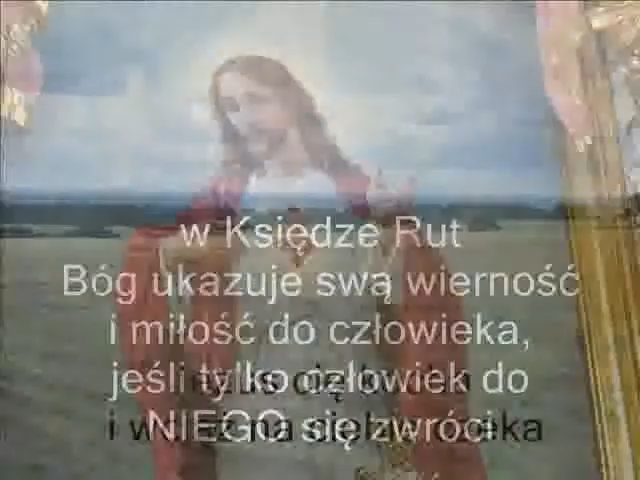 w Księdze Rut
Bóg ukazuje swą wierność
i miłość do człowieka,
jeśli tylko człowiek do
NIEGO się zwróci